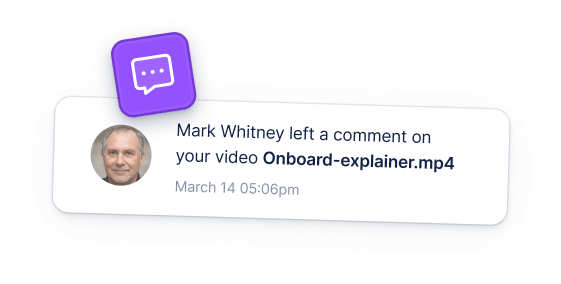 Mark Whitney left a comment on
your video Onboard-explainer.mp4
March 14 05:06pm